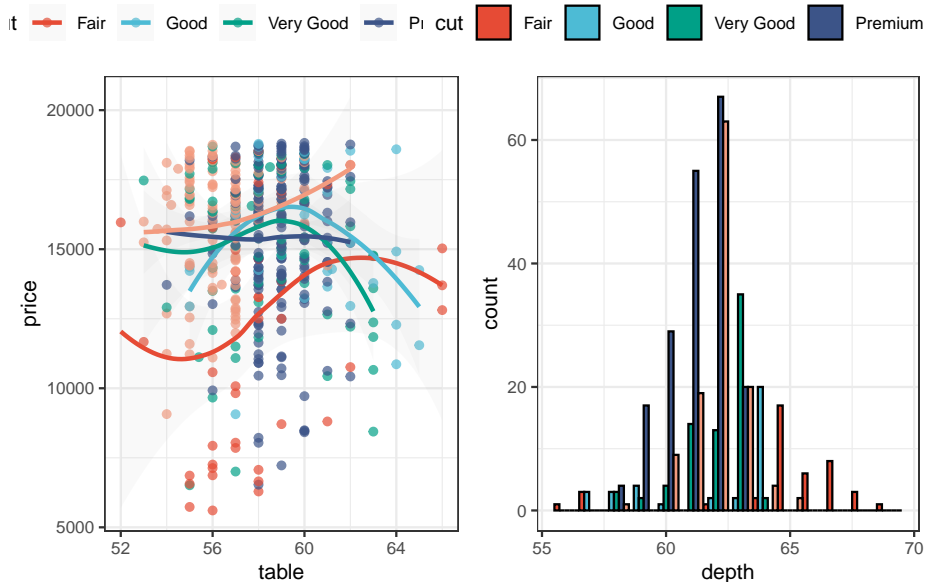 Fair Good Very Good cut Fair Good Very Good Premium
20000
15000
10000
5000
price
52 56 60 64
table
60
40
20
0
count
55 60 65 70
depth